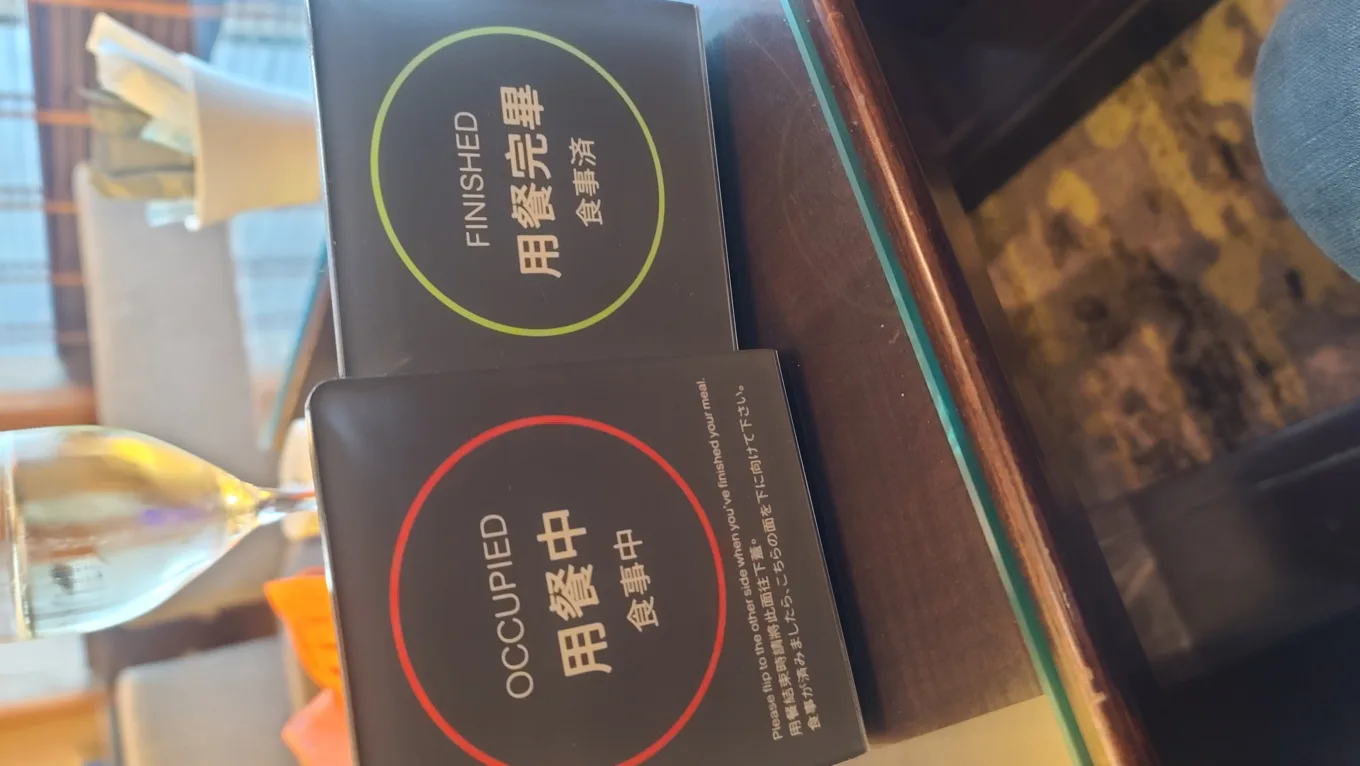 OCCUPIED
用餐中
食事中
Please flip to the other side when you've finished your meal.
用餐結束時請將此面往下蓋。
食事が済みましたら、こちらの面を下に向けて下さい。
FINISHED
用餐完畢
食事済